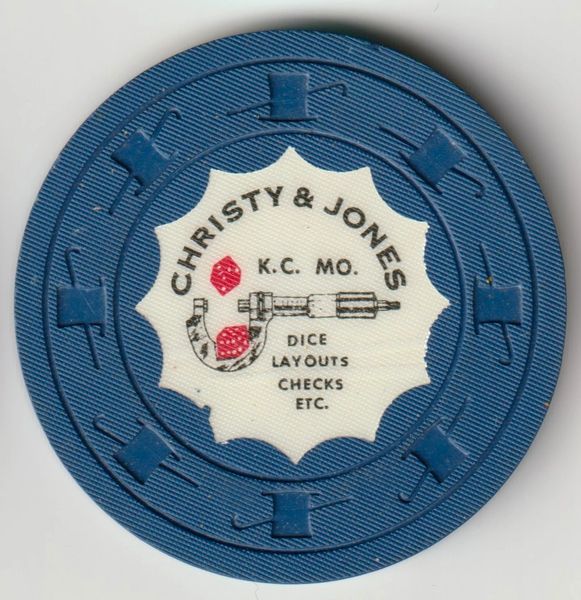 CHRISTY & JONES
K.C. MO.
DICE
LAYOUTS
CHECKS
ETC.